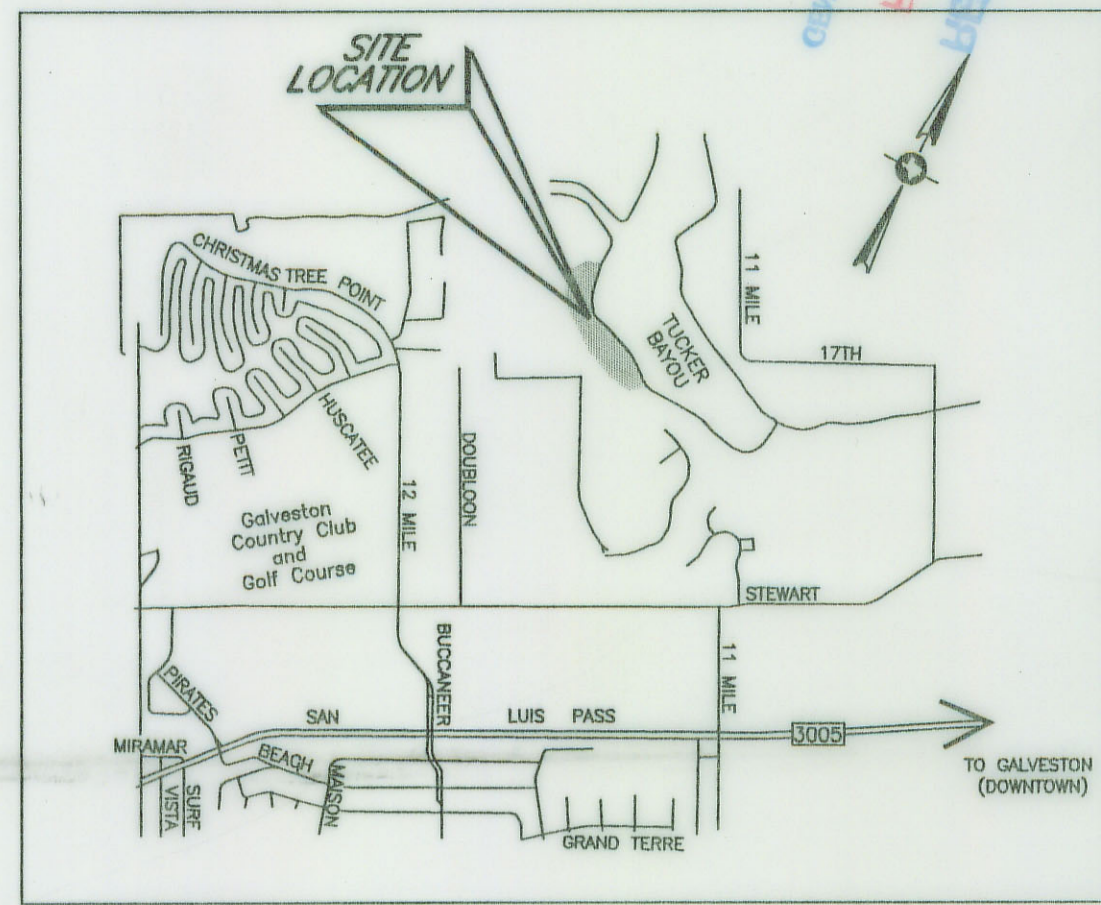 SITE
LOCATION
CHRISTMAS TREE POINT
11 MILE
17TH
TUCKER
BAYOU
HUSCATEE
PETIT
RIGAUD
DOUBLOON
12 MILE
Galveston
Country Club
and
Golf Course
STEWART
PIRATES
BUCCANEER
11 MILE
SAN LUIS PASS
3005
MIRAMAR
BEACH
MAISON
SURF
VISTA
GRAND TERRE
TO GALVESTON
(DOWNTOWN)